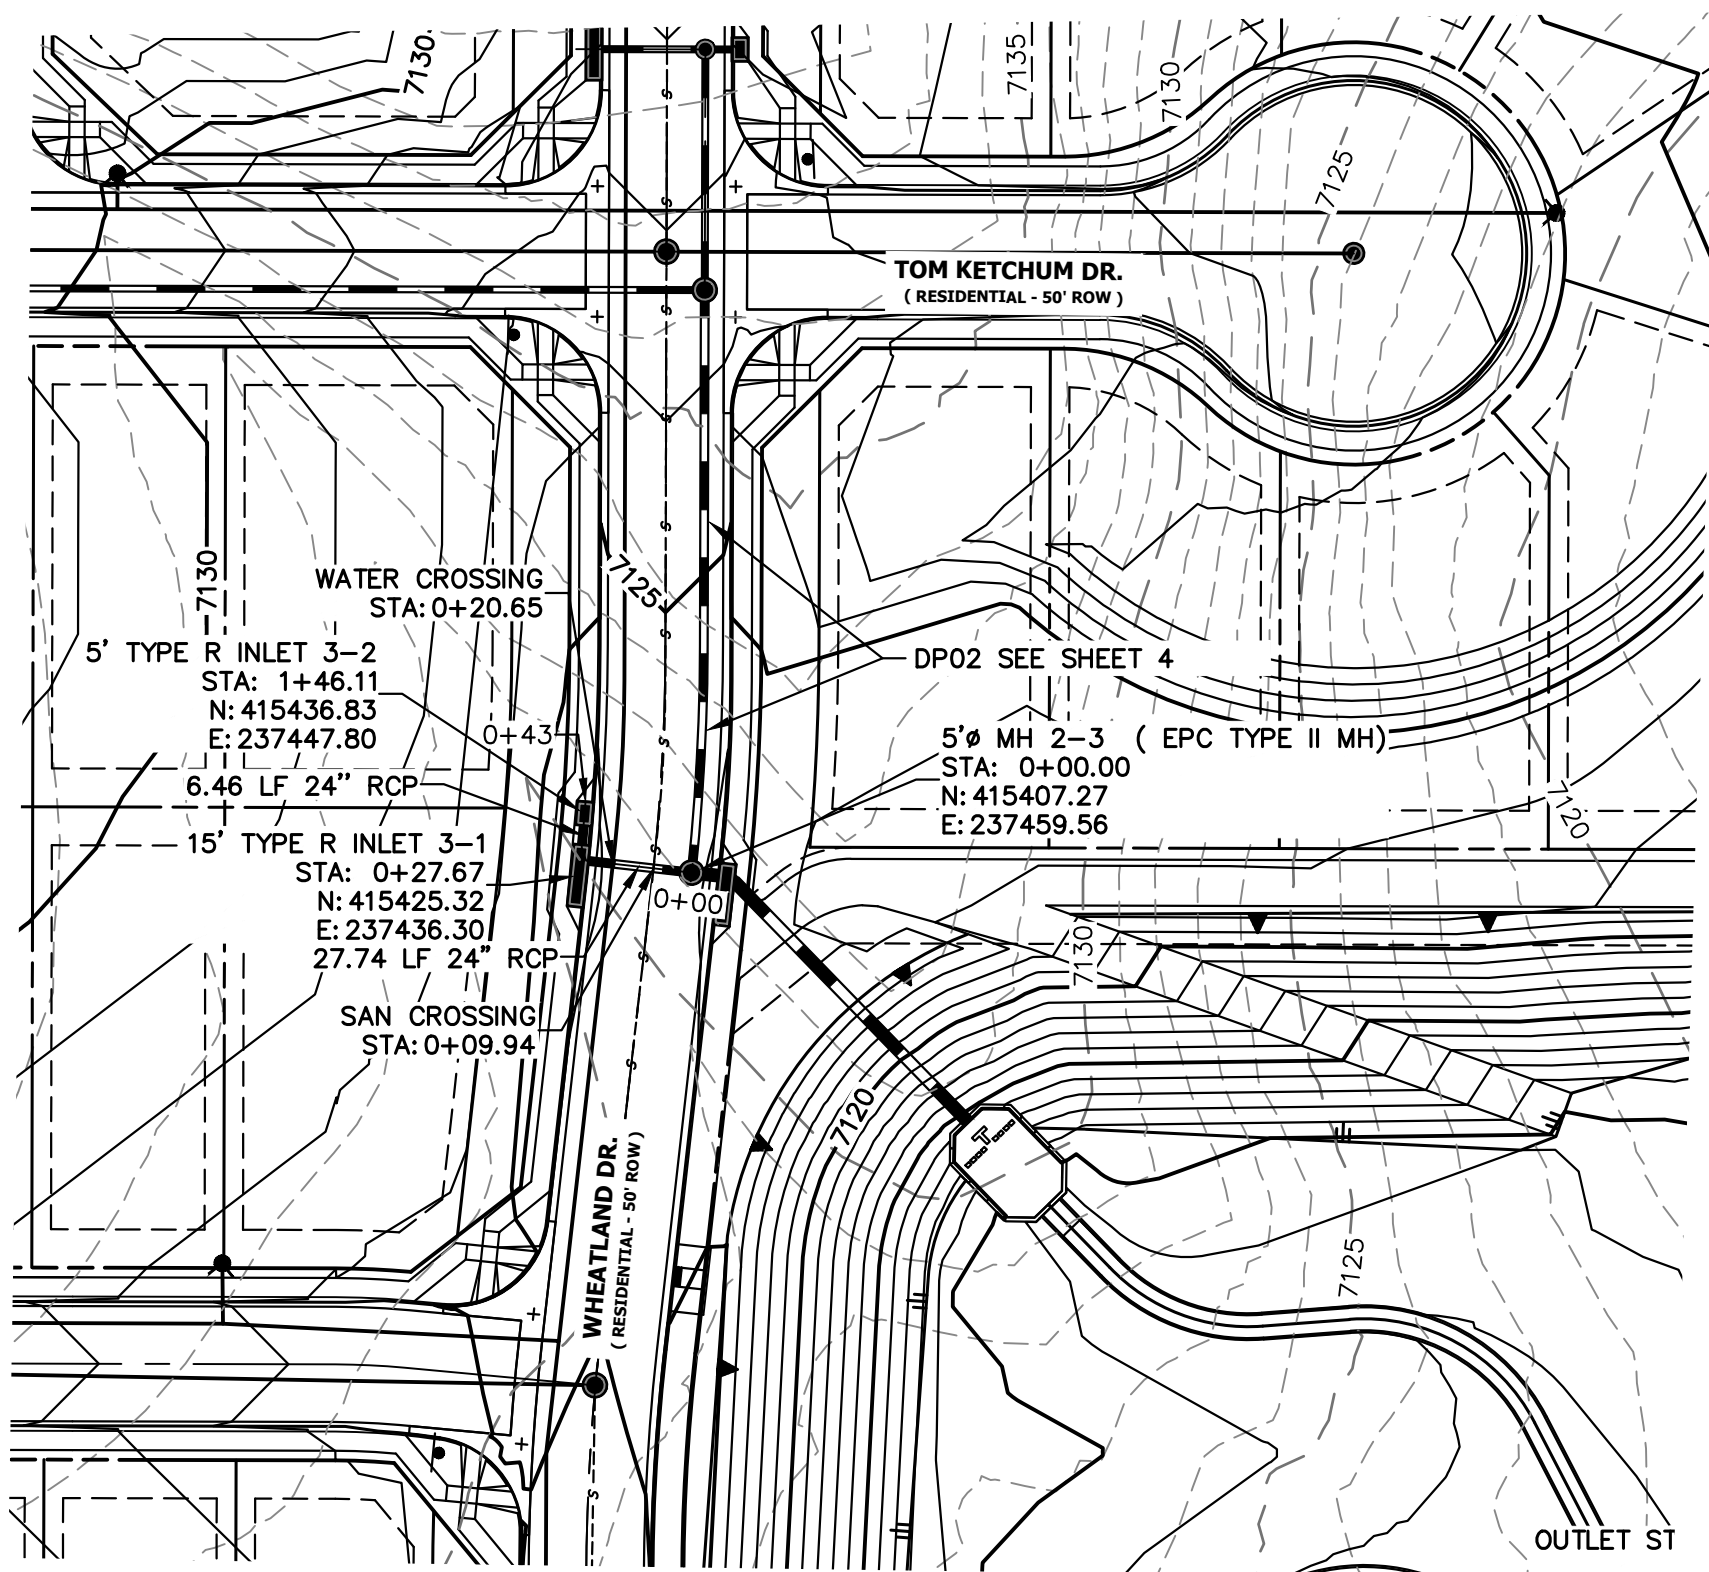 7130
7135
7130
7125
TOM KETCHUM DR.
( RESIDENTIAL - 50' ROW )
7130
7125
WATER CROSSING
STA: 0+20.65
5' TYPE R INLET 3-2
STA: 1+46.11
N: 415436.83
E: 237447.80
0+43
6.46 LF 24" RCP
15' TYPE R INLET 3-1
STA: 0+27.67
N: 415425.32
E: 237436.30
27.74 LF 24" RCP
SAN CROSSING
STA: 0+09.94
DP02 SEE SHEET 4
5'ø MH 2-3 ( EPC TYPE II MH)
STA: 0+00.00
N: 415407.27
E: 237459.56
0+00
7120
7130
7120
T
WHEATLAND DR.
( RESIDENTIAL - 50' ROW )
7125
OUTLET ST
S
S
S
S
S
S
S
S
S
S
S